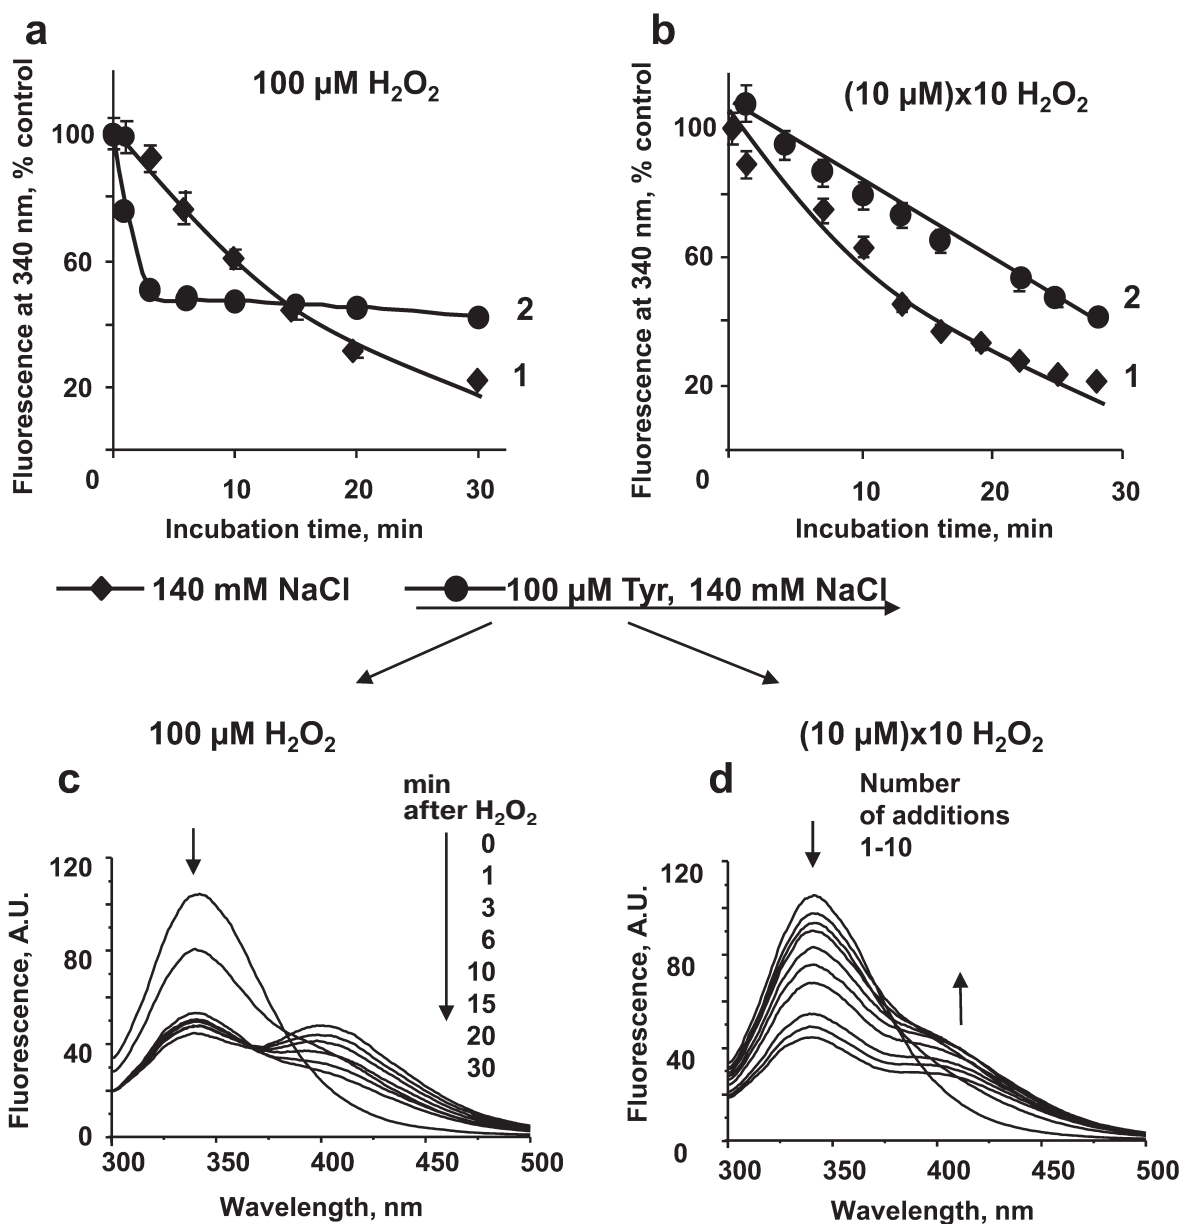 a
100 µM H₂O₂
Fluorescence at 340 nm, % control
100
60
20
0
10
20
30
2
1
Incubation time, min
b
(10 µM)x10 H₂O₂
Fluorescence at 340 nm, % control
100
60
20
0
10
20
30
2
1
Incubation time, min
140 mM NaCl
100 µM Tyr, 140 mM NaCl
100 µM H₂O₂
c
min
after H₂O₂
0
1
3
6
10
15
20
30
Fluorescence, A.U.
120
80
40
0
300
350
400
450
500
Wavelength, nm
(10 µM)x10 H₂O₂
d
Number
of additions
1-10
Fluorescence, A.U.
120
80
40
0
300
350
400
450
500
Wavelength, nm